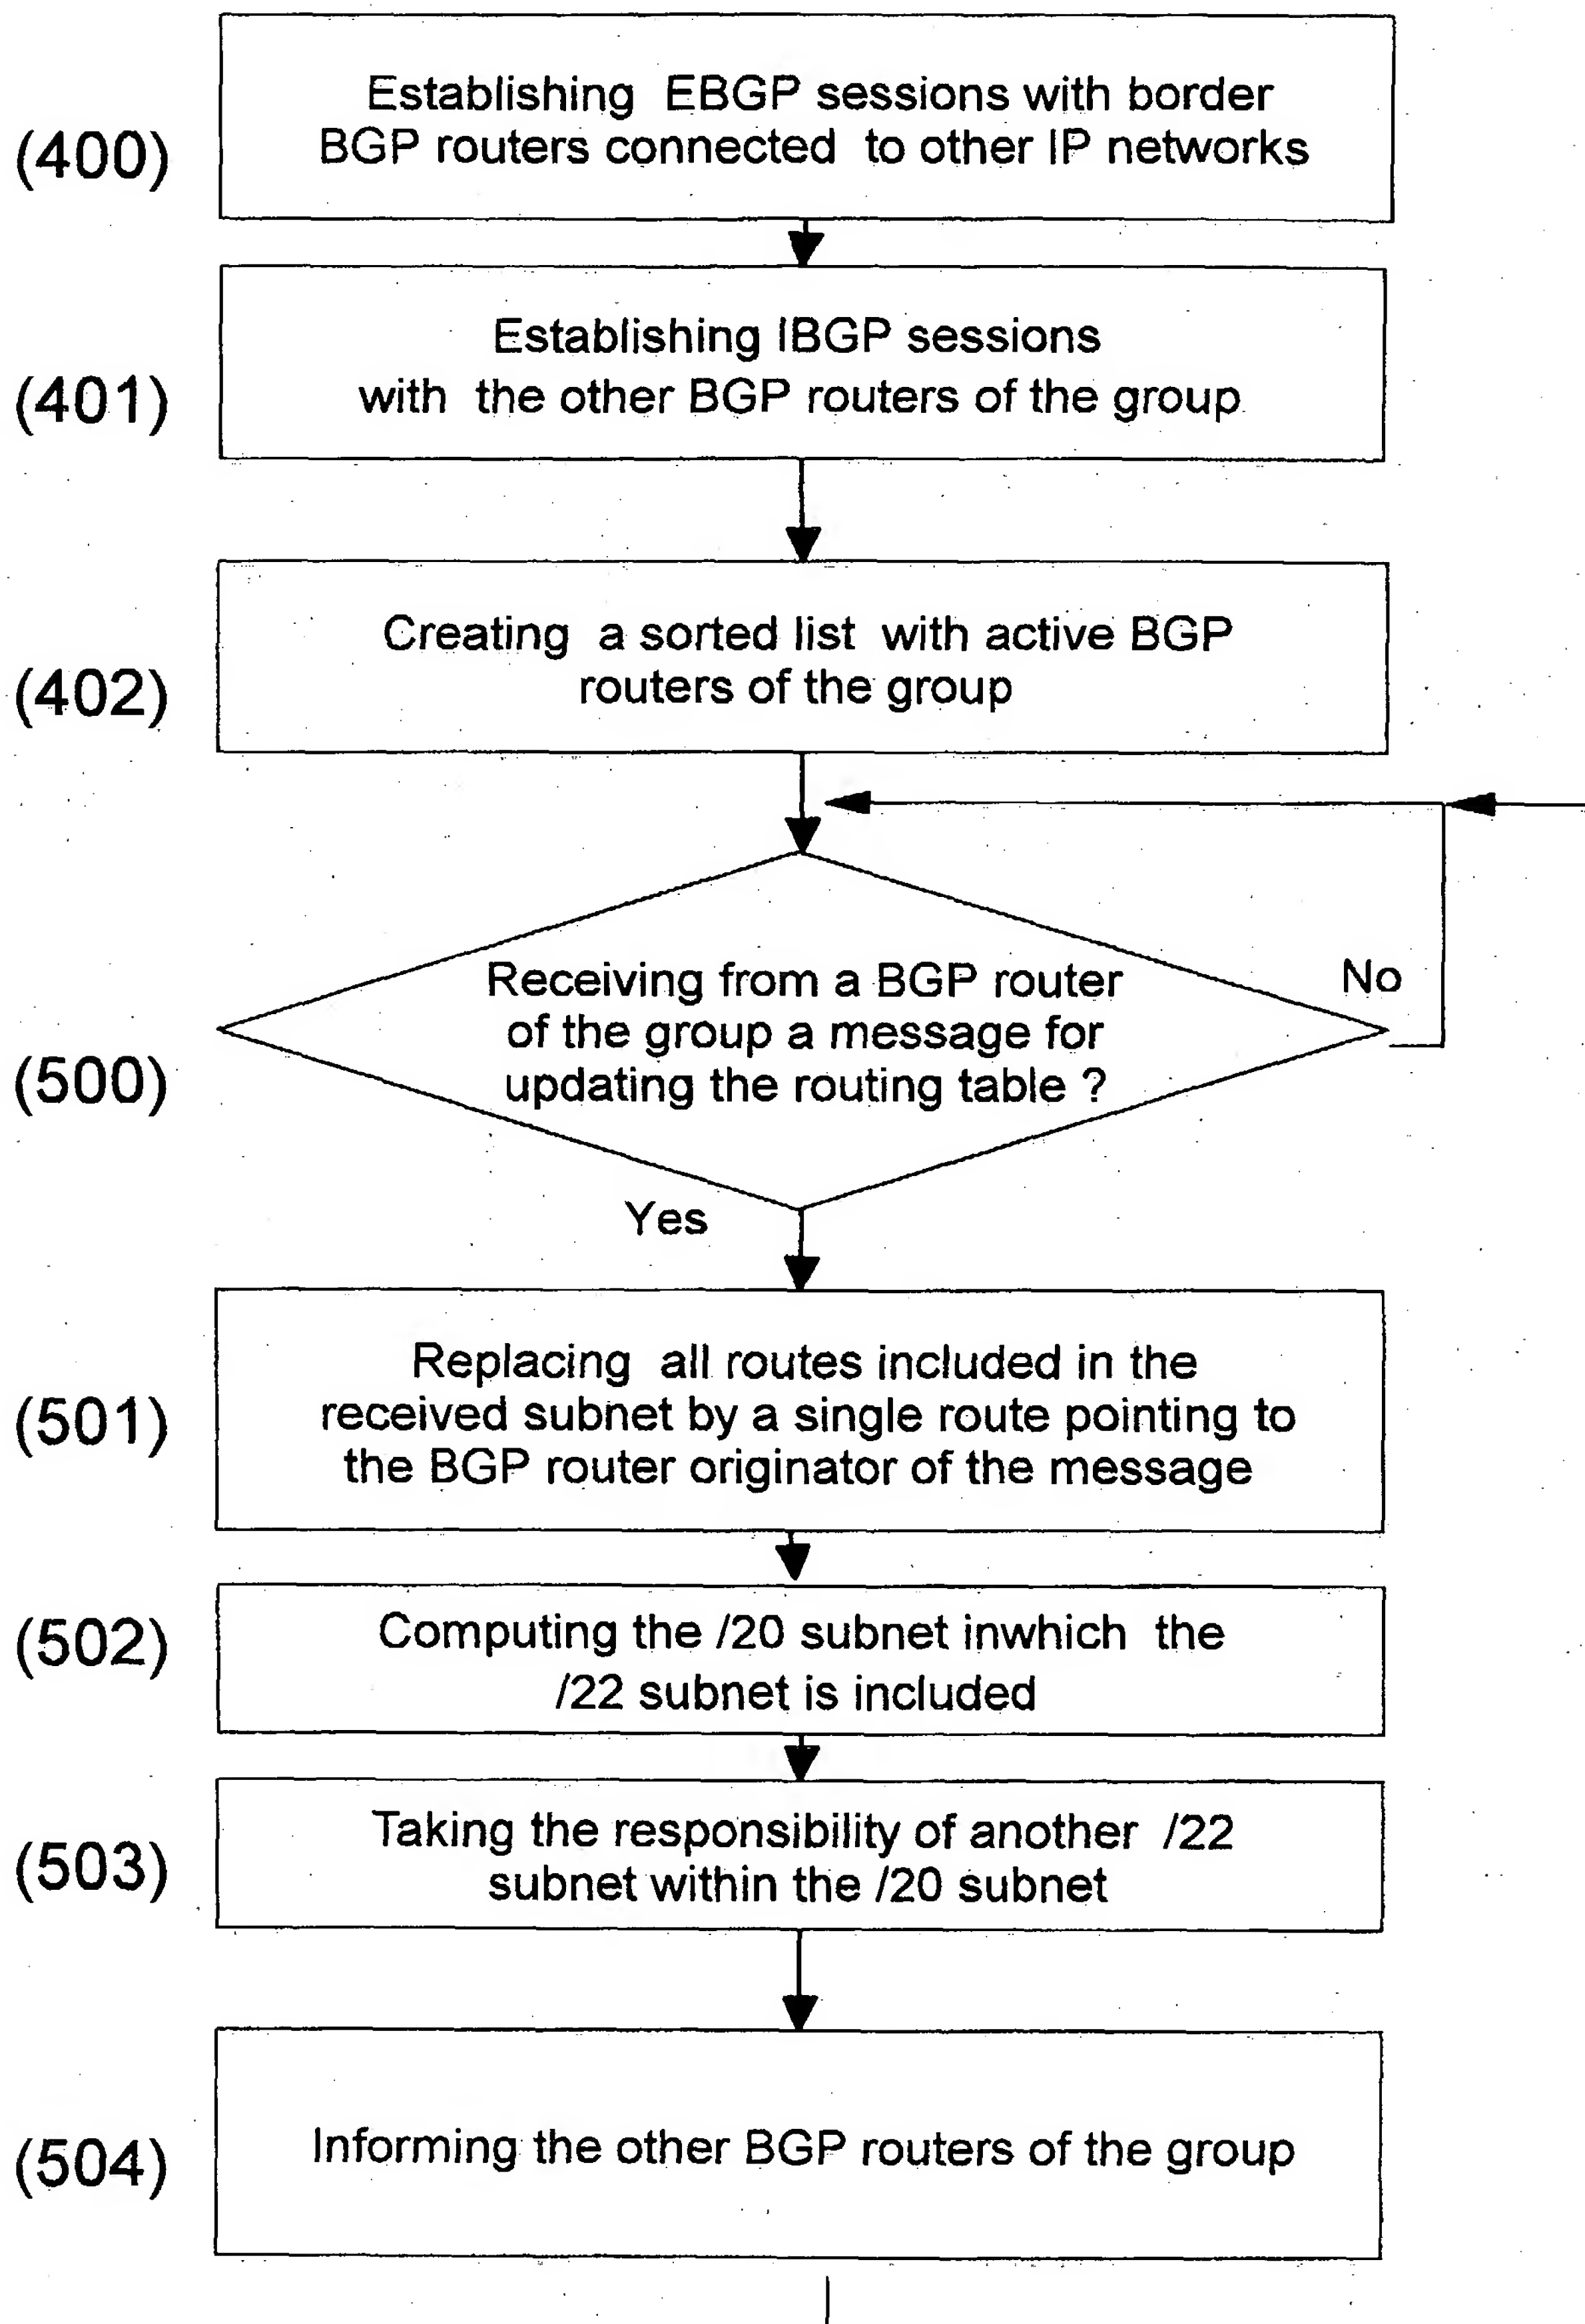 Establishing EBGP sessions with border
BGP routers connected to other IP networks
(400)
Establishing IBGP sessions
with the other BGP routers of the group
(401)
Creating a sorted list with active BGP
routers of the group
(402)
Receiving from a BGP router
of the group a message for
updating the routing table ?
No
(500)
Yes
Replacing all routes included in the
received subnet by a single route pointing to
the BGP router originator of the message
(501)
Computing the /20 subnet inwhich the
/22 subnet is included
(502)
Taking the responsibility of another /22
subnet within the /20 subnet
(503)
Informing the other BGP routers of the group
(504)